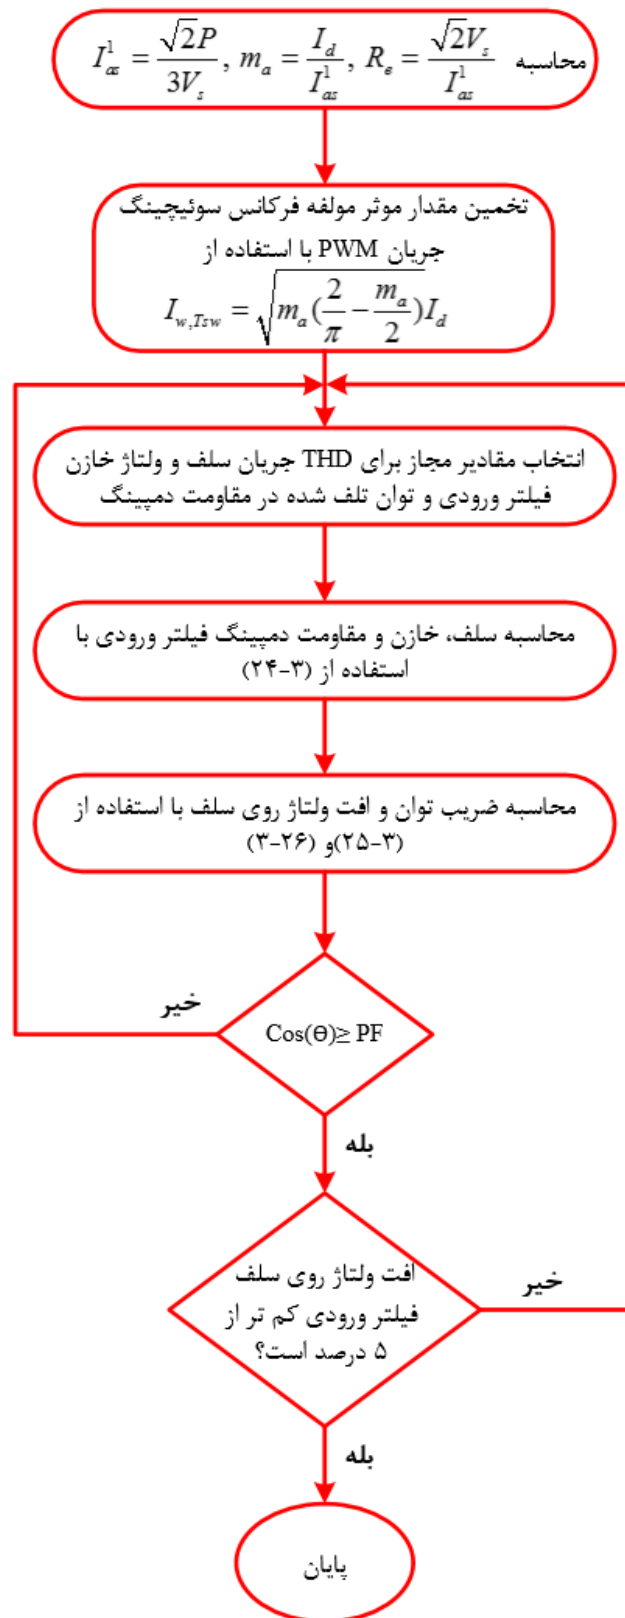 محاسبه $I_{as}^{1} = \frac{\sqrt{2}P}{3V_s}$ , $m_a = \frac{I_d}{I_{as}^{1}}$ , $R_e = \frac{\sqrt{2}V_s}{I_{as}^{1}}$
تخمین مقدار موثر مولفه فرکانس سوئیچینگ
جریان PWM با استفاده از
$I_{w,Tsw} = \sqrt{m_a(\frac{2}{\pi} - \frac{m_a}{2})}I_d$
انتخاب مقادیر مجاز برای THD جریان سلف و ولتاژ خازن
فیلتر ورودی و توان تلف شده در مقاومت دمپینگ
محاسبه سلف، خازن و مقاومت دمپینگ فیلتر ورودی با
استفاده از (۳-۲۴)
محاسبه ضریب توان و افت ولتاژ روی سلف با استفاده از
(۳-۲۵)و (۳-۲۶)
خیر
Cos(Ө)≥ PF
بله
افت ولتاژ روی سلف
فیلتر ورودی کم تر از
۵ درصد است؟
خیر
بله
پایان